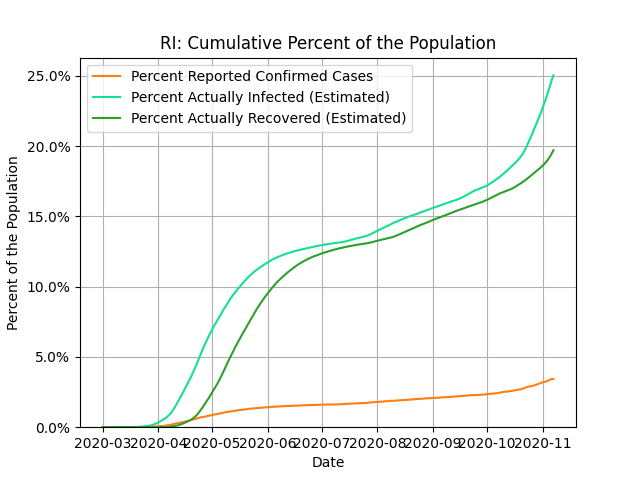 RI: Cumulative Percent of the Population
Percent Reported Confirmed Cases
Percent Actually Infected (Estimated)
Percent Actually Recovered (Estimated)
Percent of the Population
25.0%
20.0%
15.0%
10.0%
5.0%
0.0%
2020-03 2020-04 2020-05 2020-06 2020-07 2020-08 2020-09 2020-10 2020-11
Date